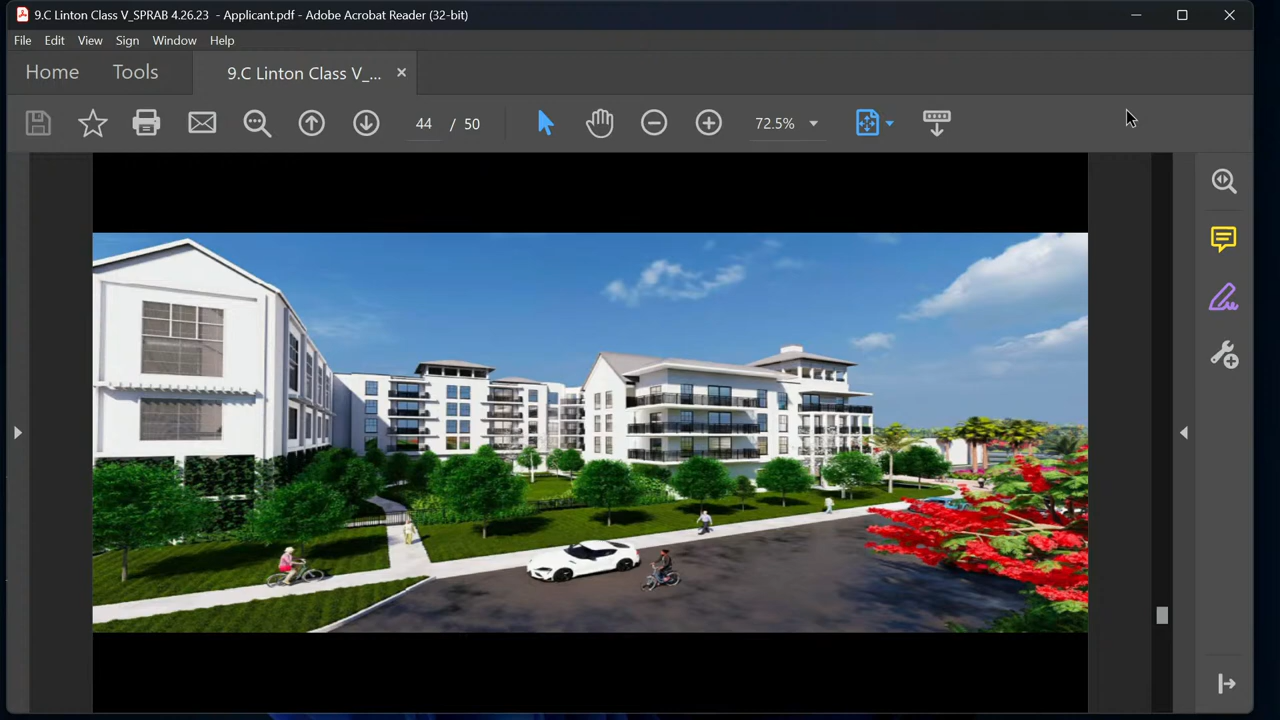 9.C Linton Class V_SPRAB 4.26.23 - Applicant.pdf - Adobe Acrobat Reader (32-bit)
File Edit View Sign Window Help
Home Tools 9.C Linton Class V_... ×
44 / 50 72.5%